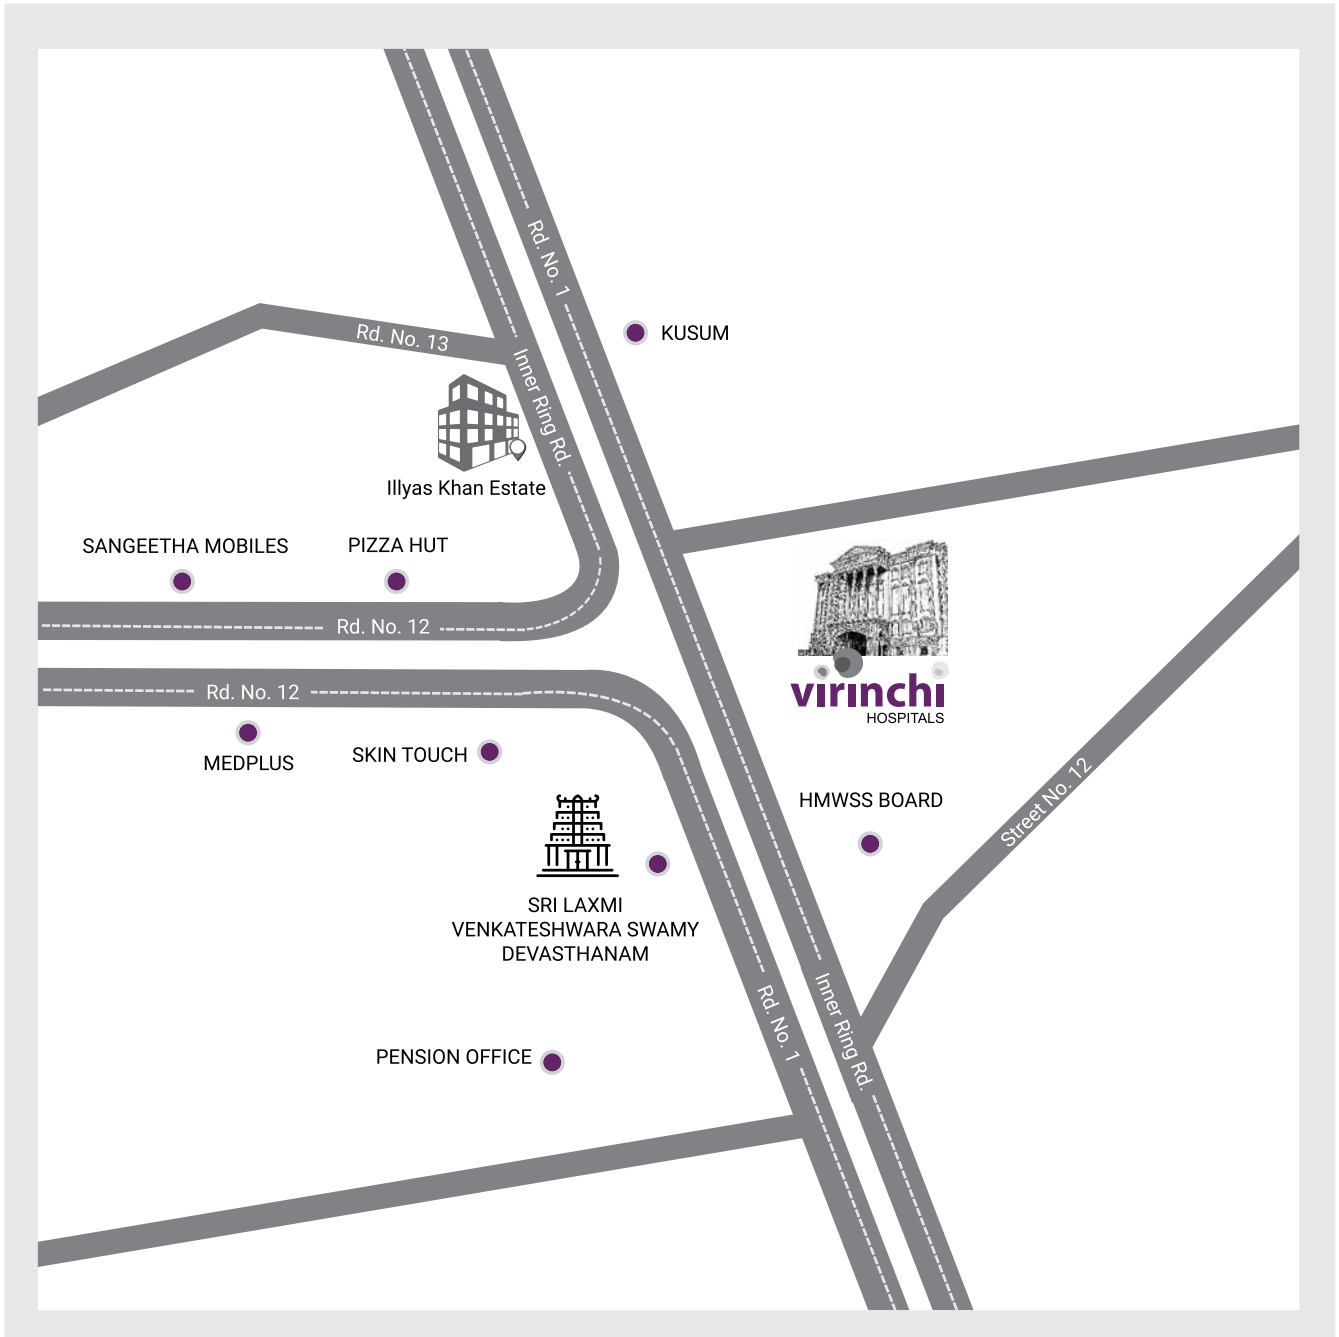 Rd. No. 1
KUSUM
Rd. No. 13
Inner Ring Rd.
Illyas Khan Estate
SANGEETHA MOBILES
PIZZA HUT
Rd. No. 12
Rd. No. 12
virinchi
HOSPITALS
MEDPLUS
SKIN TOUCH
HMWSS BOARD
Street No. 12
SRI LAXMI
VENKATESHWARA SWAMY
DEVASTHANAM
Rd. No. 1
Inner Ring Rd.
PENSION OFFICE